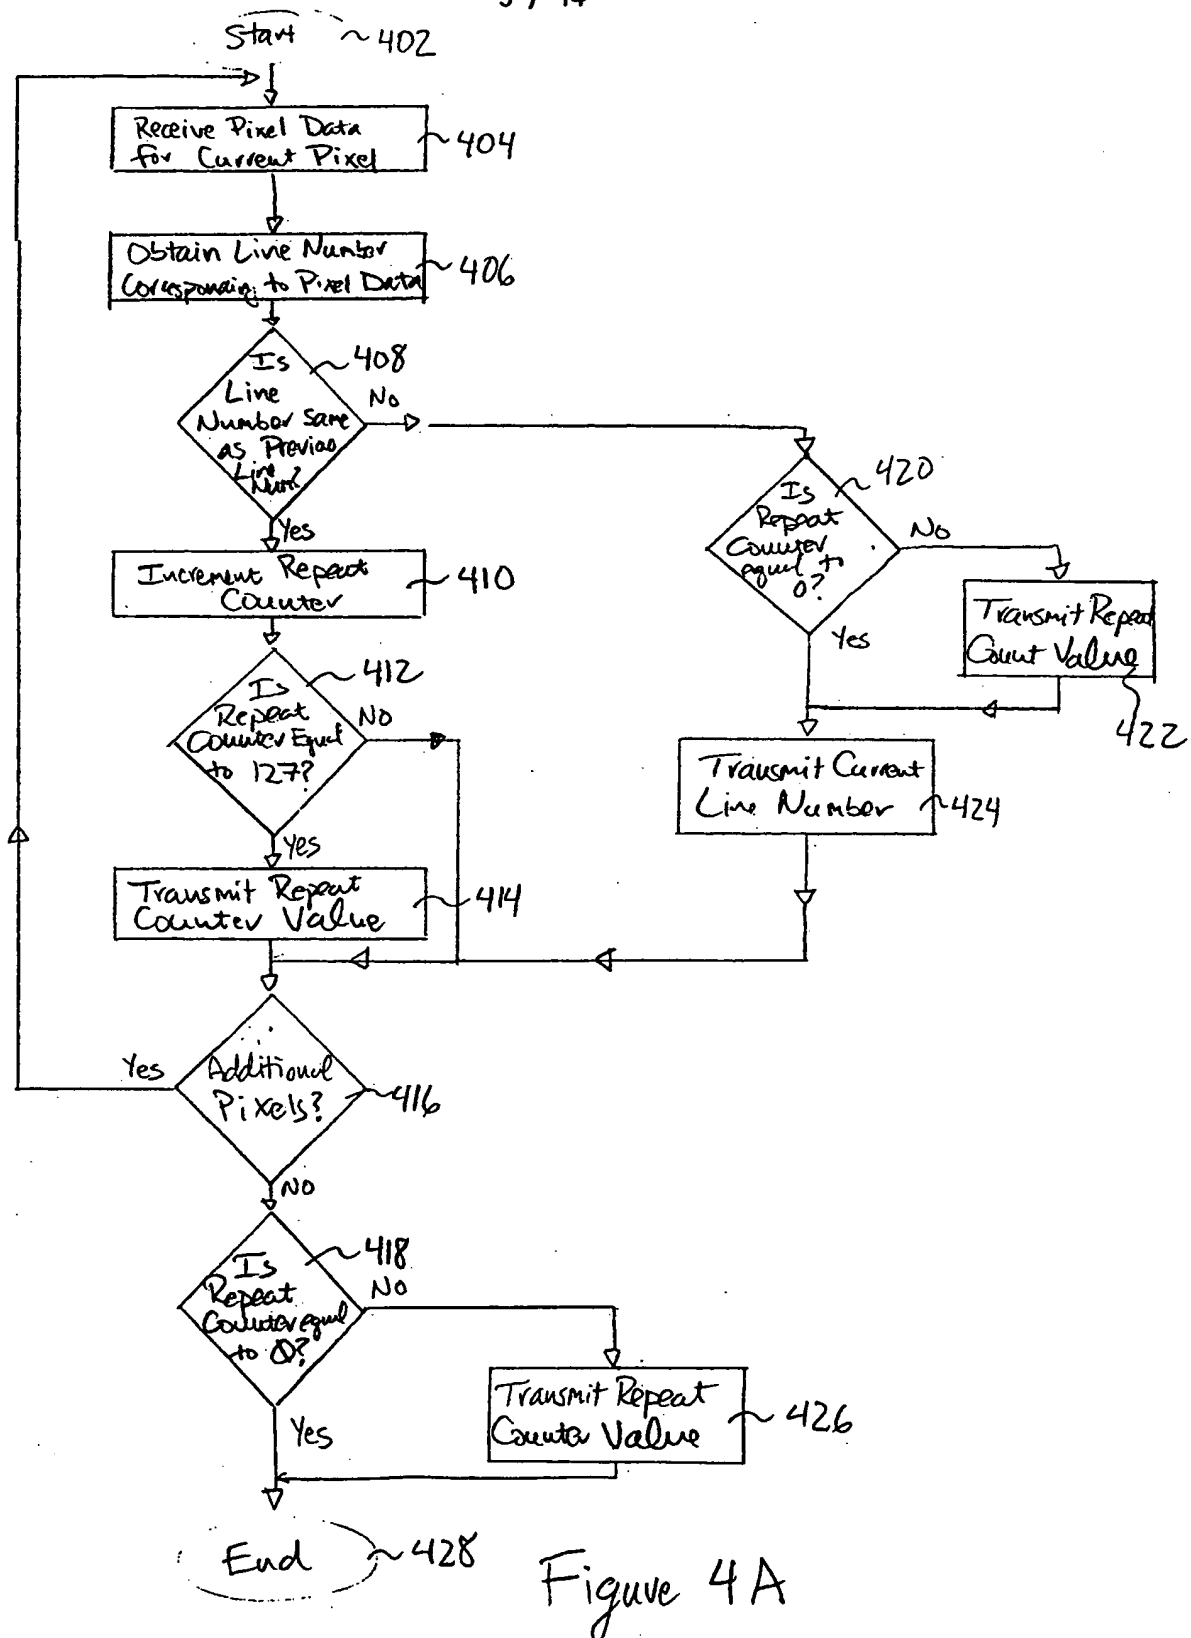 Start 402
Receive Pixel Data
for Current Pixel
404
Obtain Line Number
Corresponding to Pixel Data
406
Is
Line
Number Same
as Previous
Line
Num?
408
No
Yes
Increment Repeat
Counter
410
Is
Repeat
Counter Equal
to 127?
412
No
Yes
Transmit Repeat
Counter Value
414
Is
Repeat
Counter
equal to
0?
420
No
Yes
Transmit Repeat
Count Value
422
Transmit Current
Line Number
424
Additional
Pixels?
416
Yes
No
Is
Repeat
Counter equal
to 0?
418
No
Yes
Transmit Repeat
Counter Value
426
End 428
Figure 4A